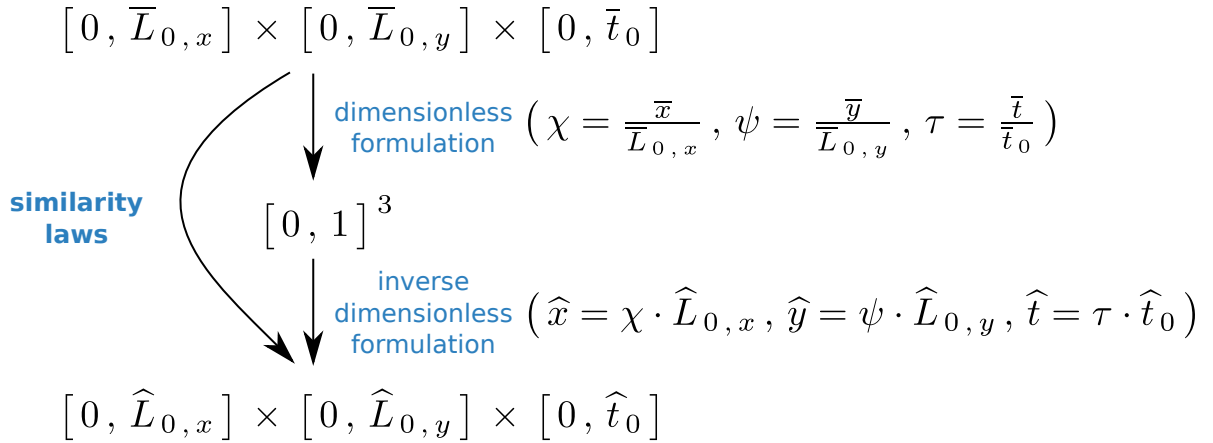 [ 0 , L̅ 0 , x ] × [ 0 , L̅ 0 , y ] × [ 0 , t̅ 0 ]
dimensionless
formulation
( χ = x̅ / L̅ 0 , x , ψ = y̅ / L̅ 0 , y , τ = t̅ / t̅ 0 )
similarity
laws
[ 0 , 1 ] ³
inverse
dimensionless
formulation
( x̂ = χ · L̂ 0 , x , ŷ = ψ · L̂ 0 , y , t̂ = τ · t̂ 0 )
[ 0 , L̂ 0 , x ] × [ 0 , L̂ 0 , y ] × [ 0 , t̂ 0 ]